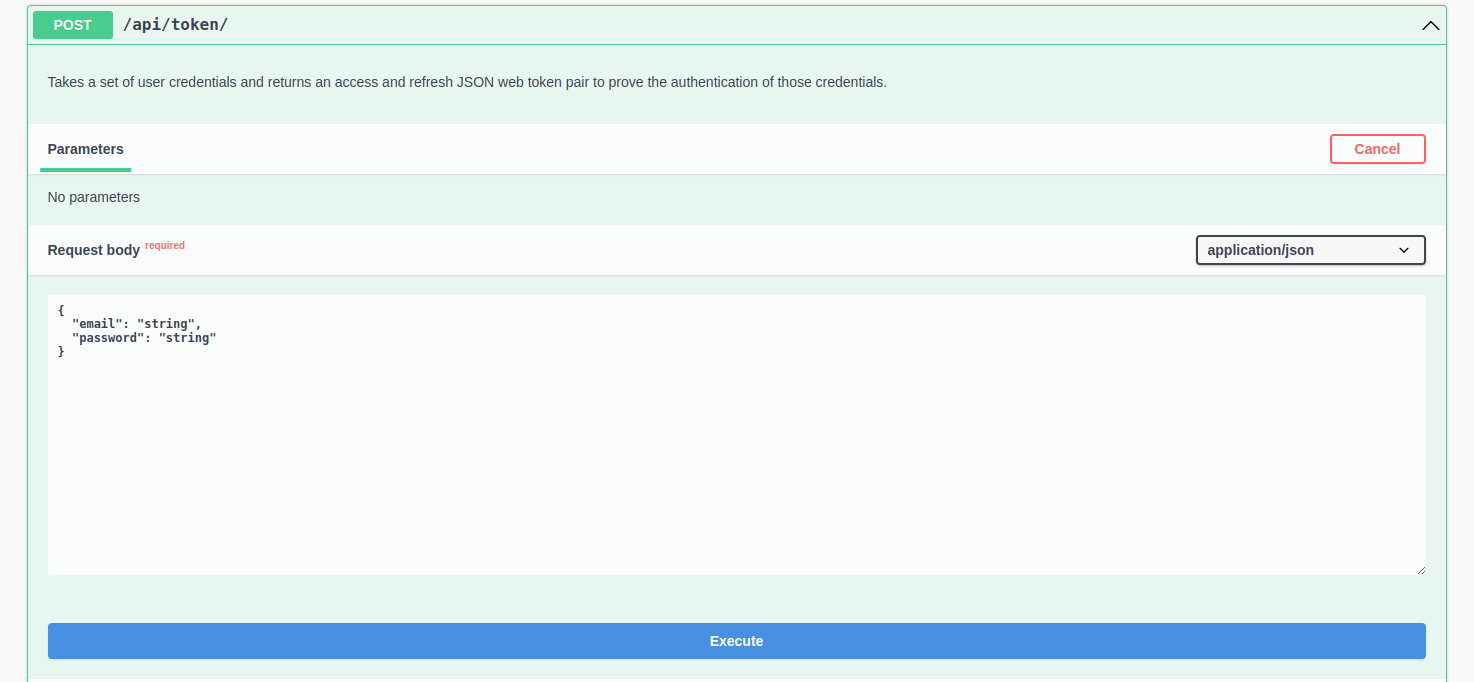 POST /api/token/
Takes a set of user credentials and returns an access and refresh JSON web token pair to prove the authentication of those credentials.
Parameters Cancel
No parameters
Request body required application/json
{
  "email": "string",
  "password": "string"
}
Execute